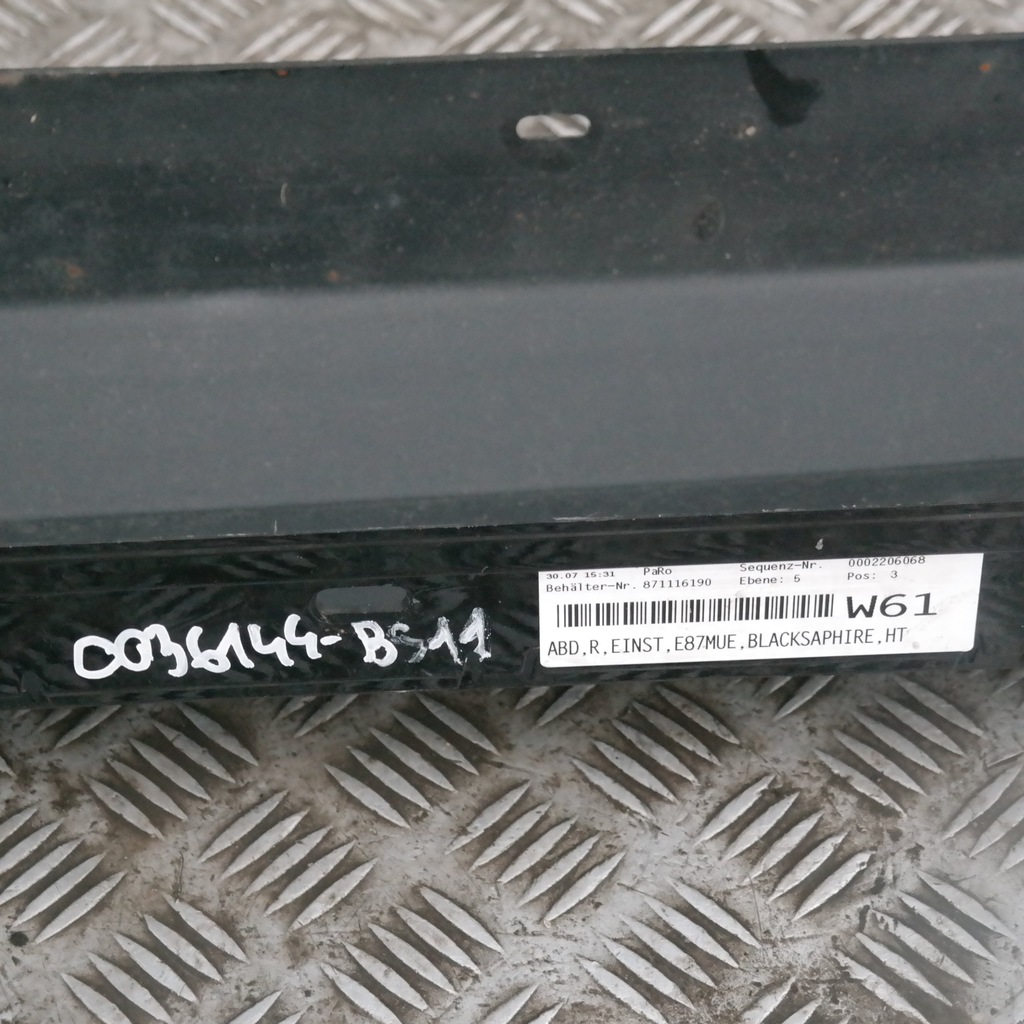 30.07 15:31 PaRo Sequenz-Nr. 0002206068
Behälter-Nr. 871116190 Ebene: 5 Pos: 3
W61
ABD,R,EINST,E87MUE,BLACKSAPHIRE,HT
0036144-BS11